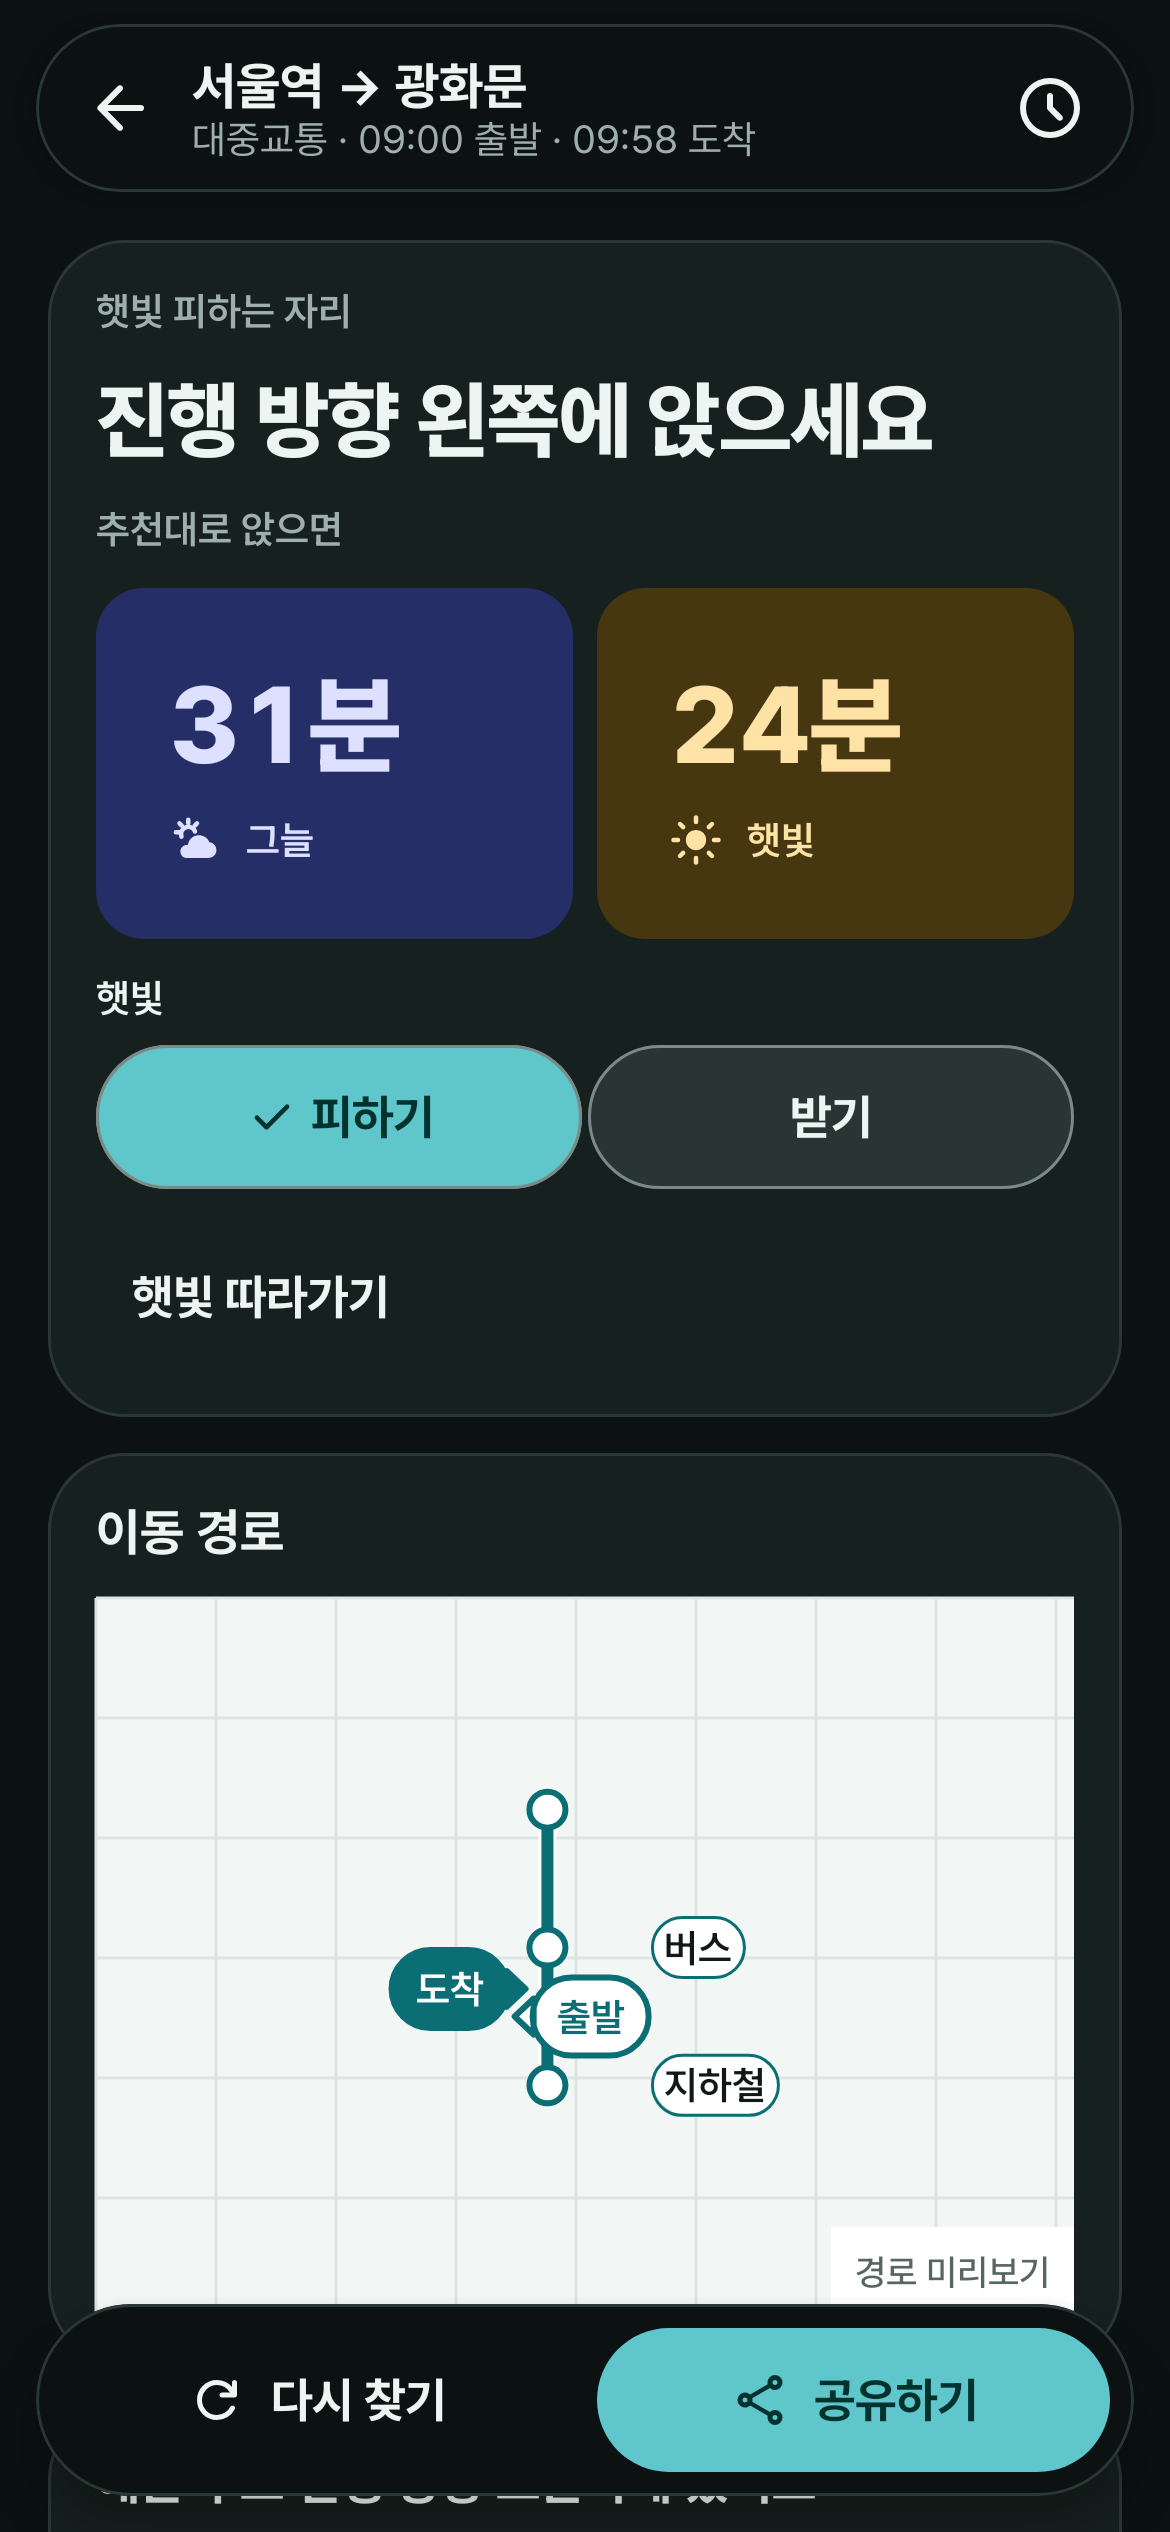 서울역 → 광화문
대중교통 · 09:00 출발 · 09:58 도착
햇빛 피하는 자리
진행 방향 왼쪽에 앉으세요
추천대로 앉으면
31분
그늘
24분
햇빛
햇빛
피하기
받기
햇빛 따라가기
이동 경로
버스
도착
출발
지하철
경로 미리보기
다시 찾기
공유하기